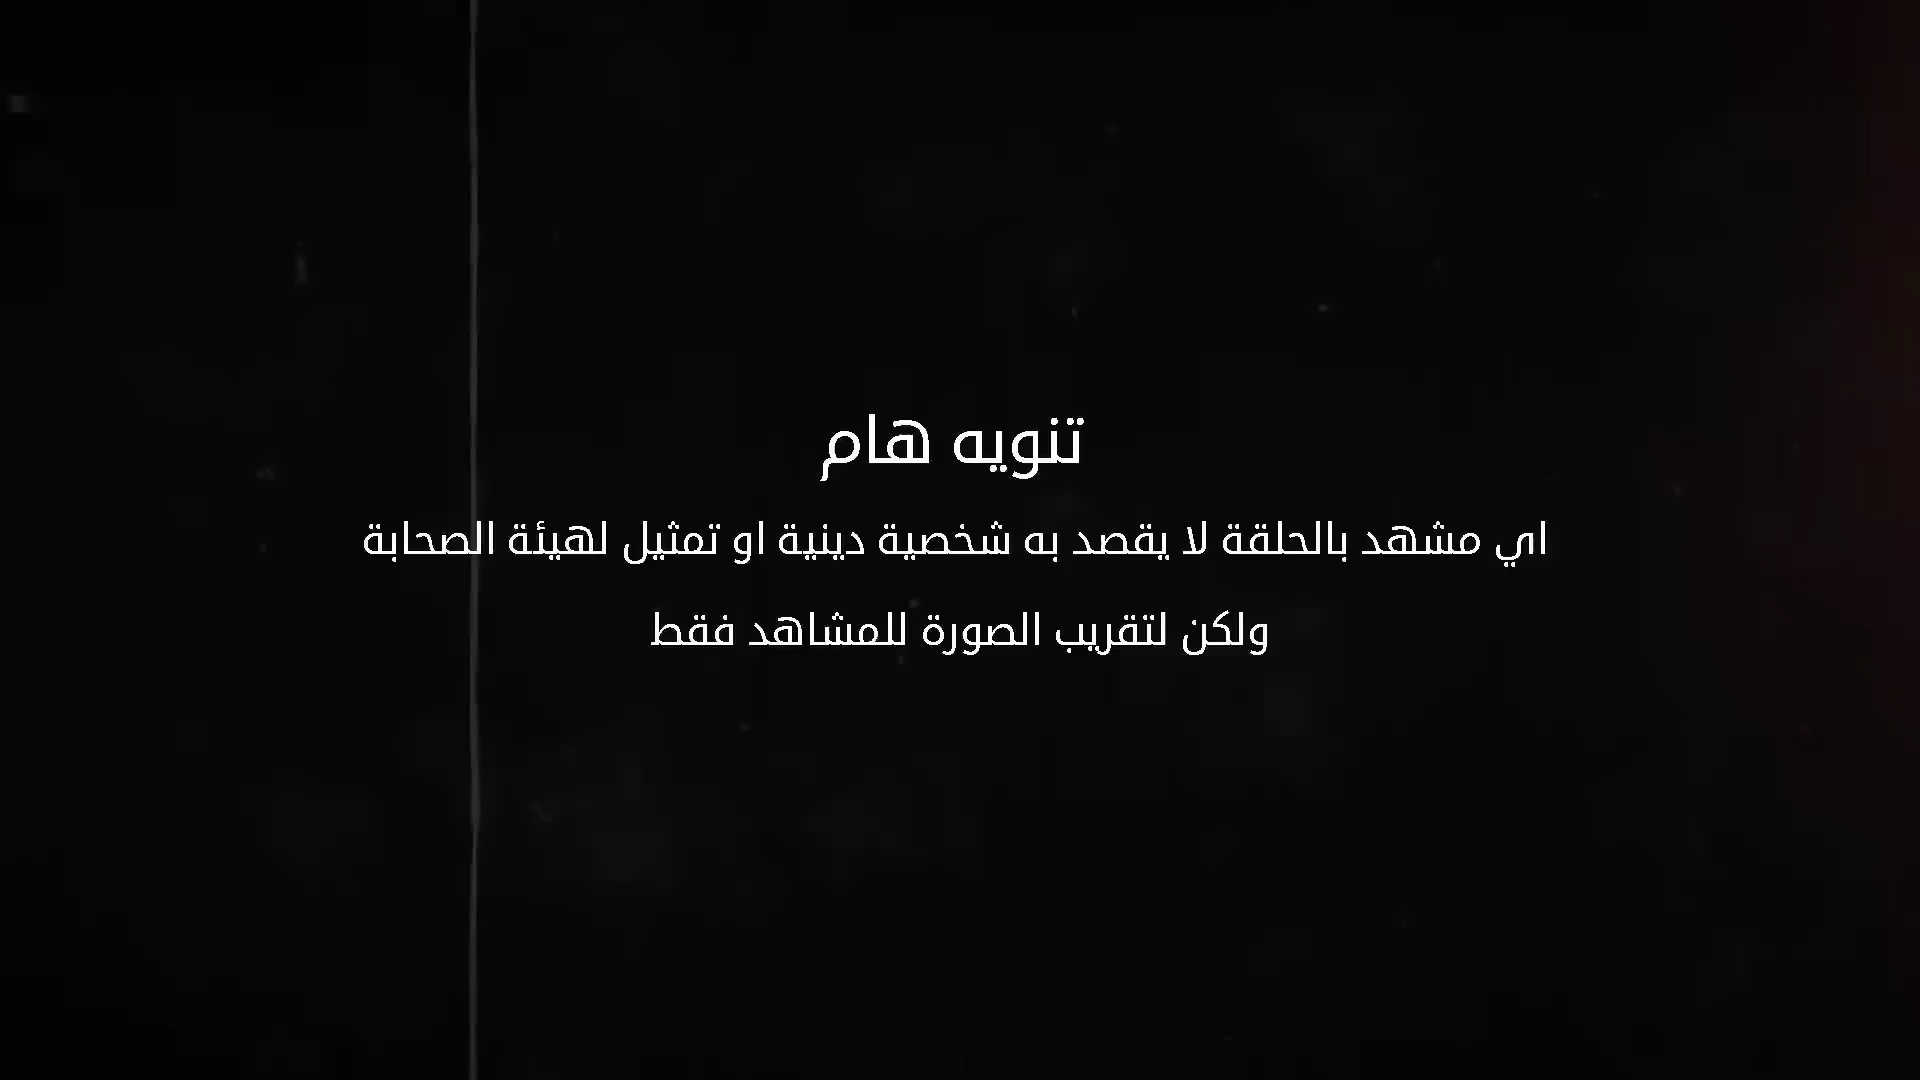 تنويه هام
اي مشهد بالحلقة لا يقصد به شخصية دينية او تمثيل لهيئة الصحابة
ولكن لتقريب الصورة للمشاهد فقط